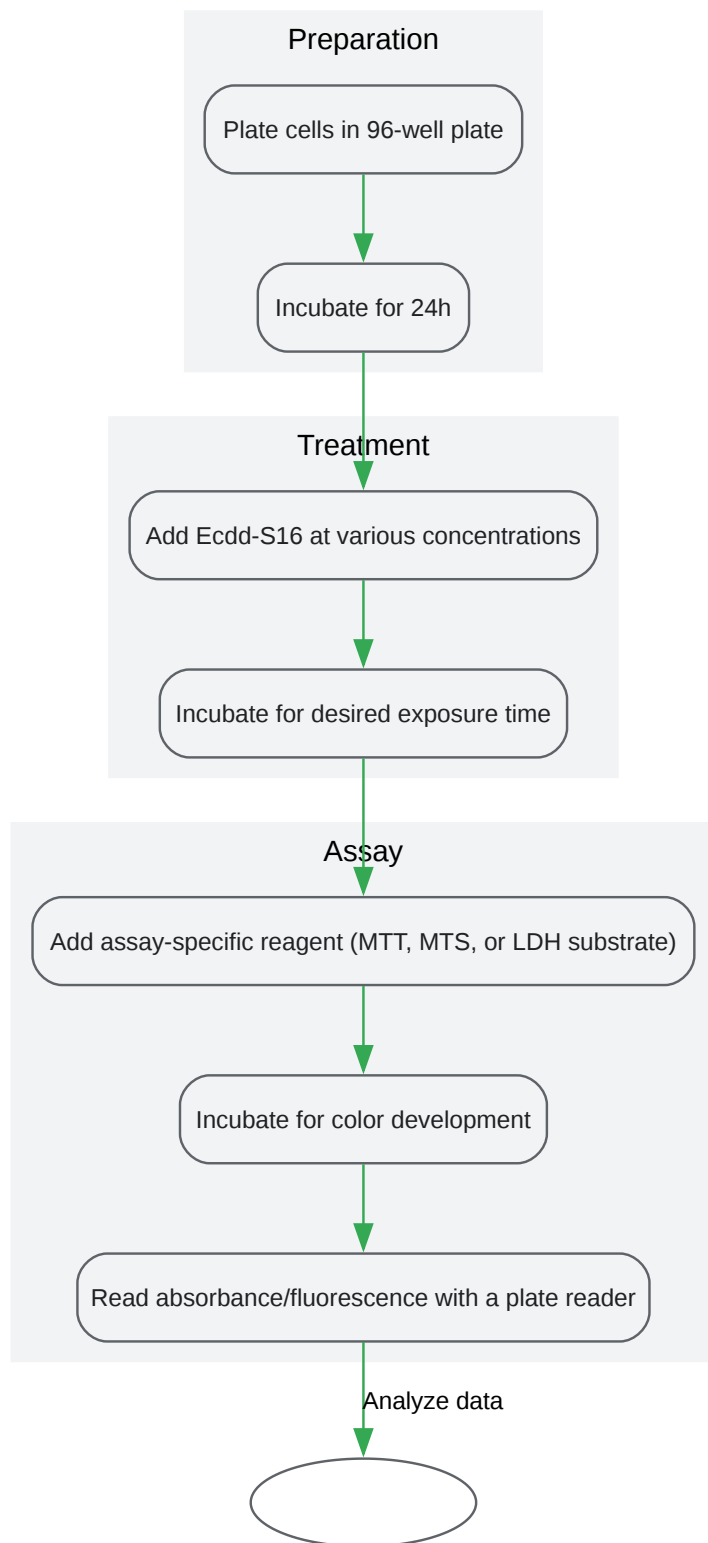 Preparation
Plate cells in 96-well plate
Incubate for 24h
Treatment
Add Ecdd-S16 at various concentrations
Incubate for desired exposure time
Assay
Add assay-specific reagent (MTT, MTS, or LDH substrate)
Incubate for color development
Read absorbance/fluorescence with a plate reader
Analyze data